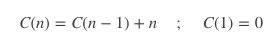 C(n) = C(n − 1) + n ; C(1) = 0